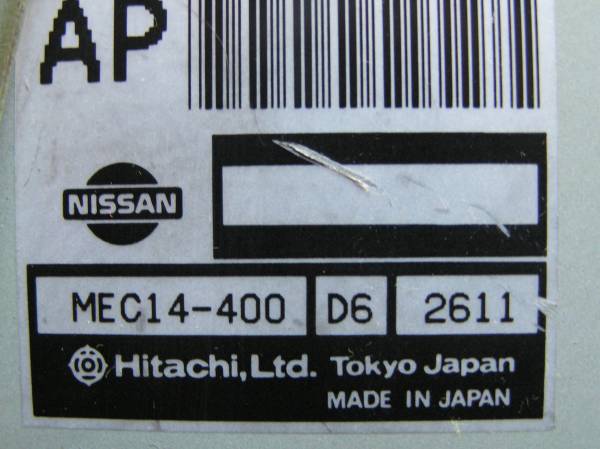 AP
NISSAN
MEC14-400 D6 2611
Hitachi, Ltd. Tokyo Japan
MADE IN JAPAN